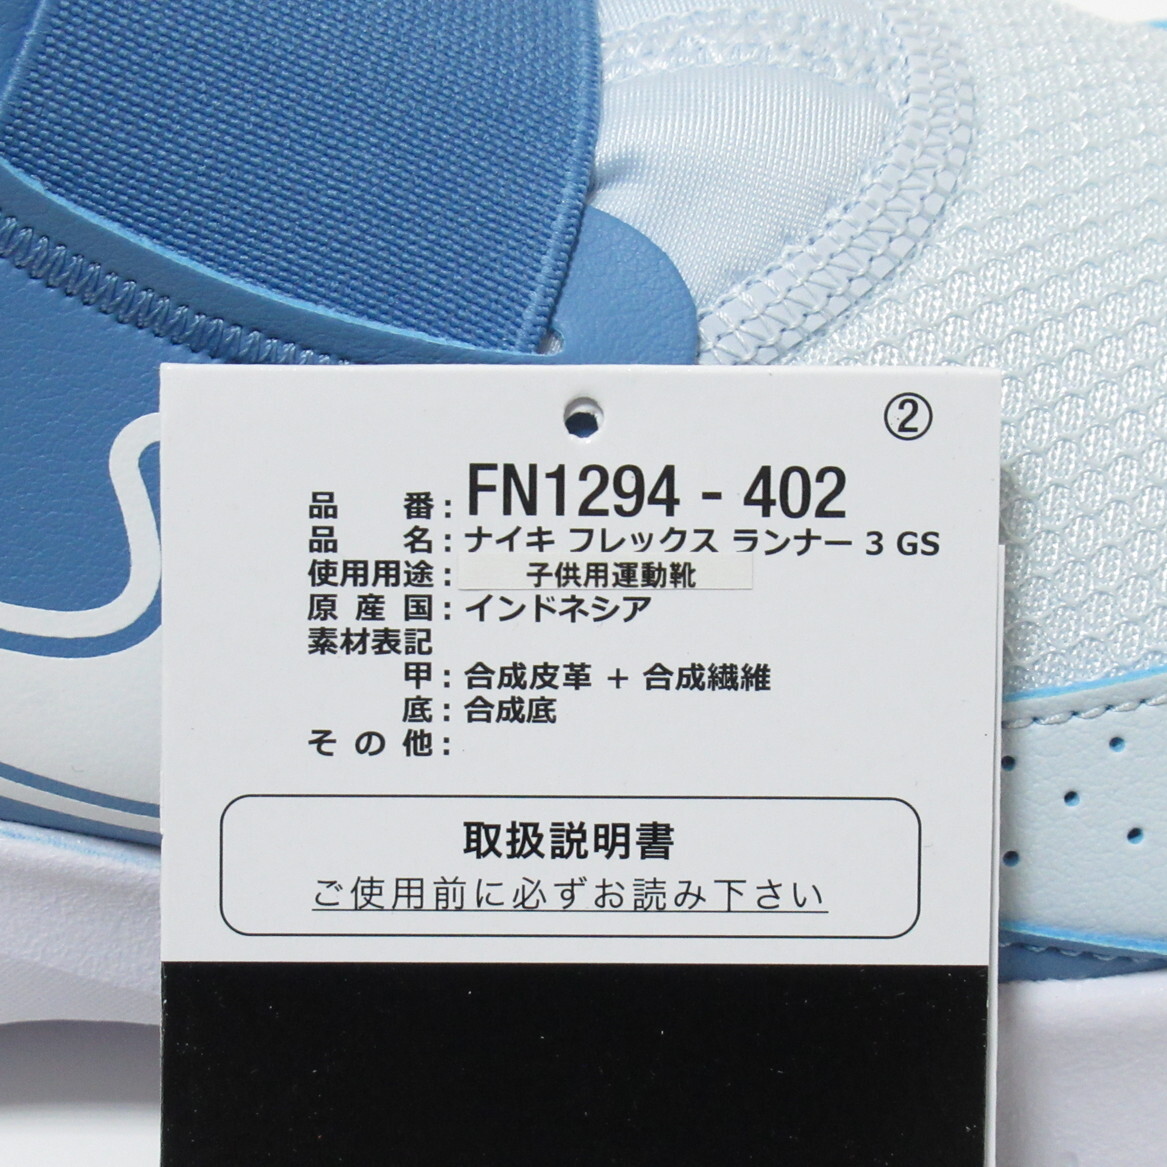 ②
品番: FN1294 - 402
品名: ナイキ フレックス ランナー 3 GS
使用用途: 子供用運動靴
原産国: インドネシア
素材表記
甲: 合成皮革 + 合成繊維
底: 合成底
その他:
取扱説明書
ご使用前に必ずお読み下さい